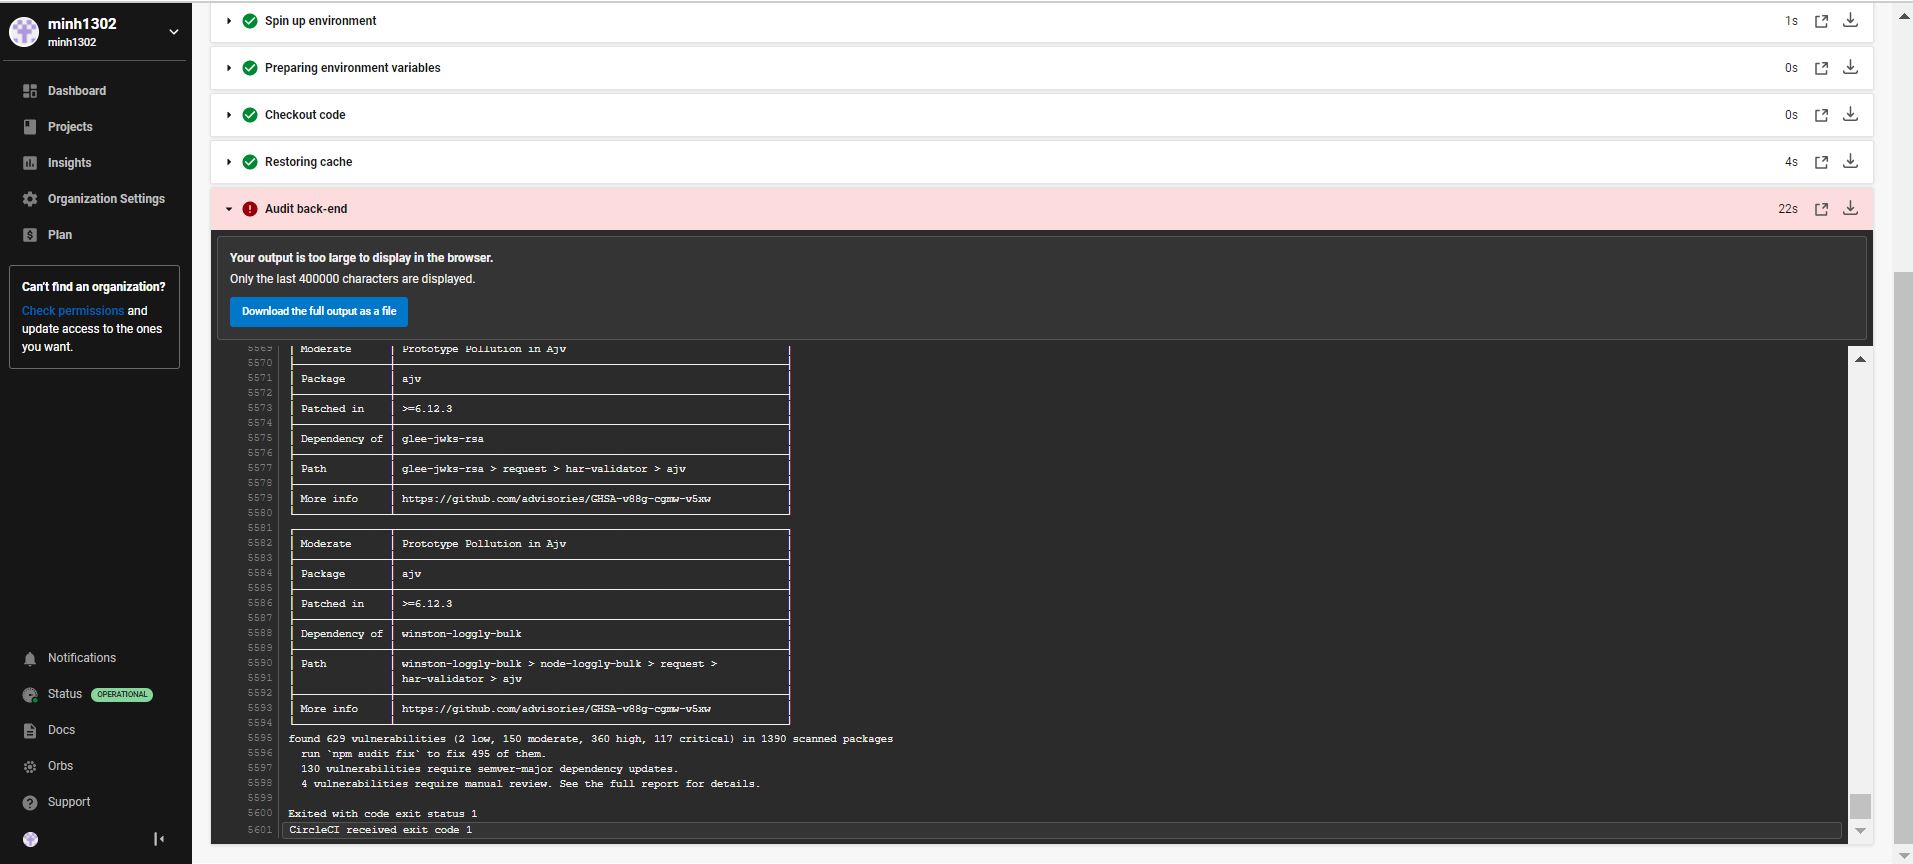 minh1302
minh1302
Dashboard
Projects
Insights
Organization Settings
Plan
Can't find an organization?
Check permissions and
update access to the ones
you want.
Notifications
Status OPERATIONAL
Docs
Orbs
Support
Spin up environment 1s
Preparing environment variables 0s
Checkout code 0s
Restoring cache 4s
Audit back-end 22s
Your output is too large to display in the browser.
Only the last 400000 characters are displayed.
Download the full output as a file
5569 Moderate Prototype Pollution in Ajv
5570
5571 Package ajv
5572
5573 Patched in >=6.12.3
5574
5575 Dependency of glee-jwks-rsa
5576
5577 Path glee-jwks-rsa > request > har-validator > ajv
5578
5579 More info https://github.com/advisories/GHSA-v88g-cgmw-v5xw
5580
5581
5582 Moderate Prototype Pollution in Ajv
5583
5584 Package ajv
5585
5586 Patched in >=6.12.3
5587
5588 Dependency of winston-loggly-bulk
5589
5590 Path winston-loggly-bulk > node-loggly-bulk > request >
5591 har-validator > ajv
5592
5593 More info https://github.com/advisories/GHSA-v88g-cgmw-v5xw
5594
5595 found 629 vulnerabilities (2 low, 150 moderate, 360 high, 117 critical) in 1390 scanned packages
5596 run `npm audit fix` to fix 495 of them.
5597 130 vulnerabilities require semver-major dependency updates.
5598 4 vulnerabilities require manual review. See the full report for details.
5599
5600 Exited with code exit status 1
5601 CircleCI received exit code 1